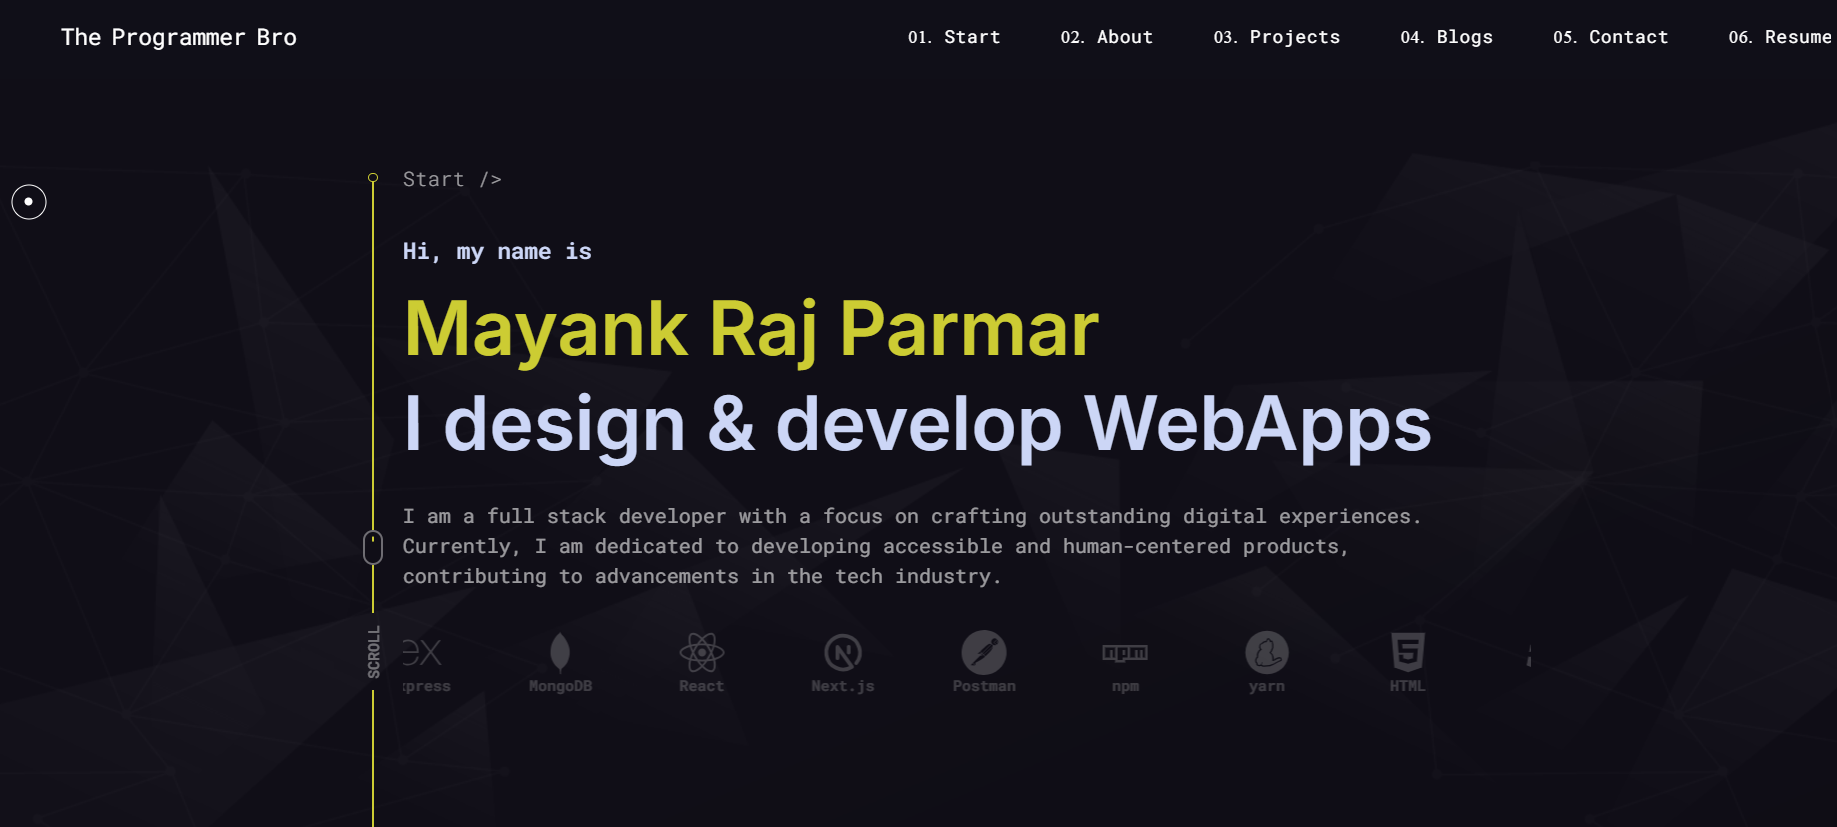 The Programmer Bro
01. Start
02. About
03. Projects
04. Blogs
05. Contact
06. Resume
Start />
Hi, my name is
Mayank Raj Parmar
I design & develop WebApps
I am a full stack developer with a focus on crafting outstanding digital experiences.
Currently, I am dedicated to developing accessible and human-centered products,
contributing to advancements in the tech industry.
SCROLL
ex
xpress
MongoDB
React
N
Next.js
Postman
npm
npm
yarn
5
HTML